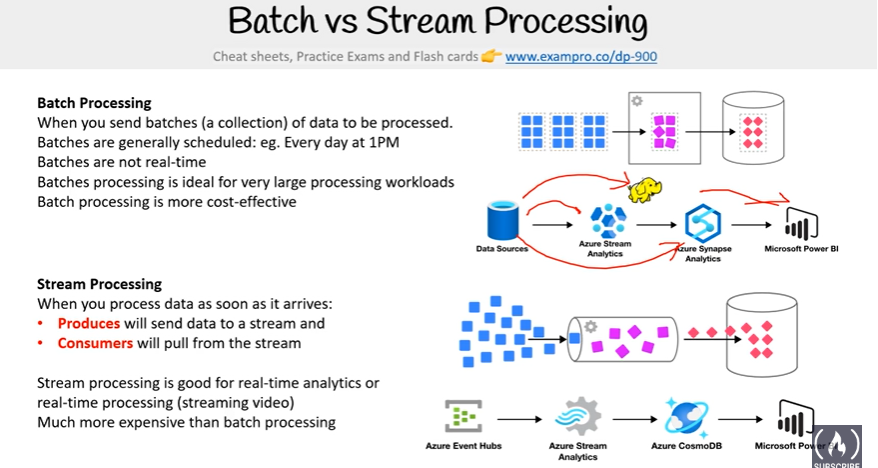 Batch vs Stream Processing
Cheat sheets, Practice Exams and Flash cards 👉 www.exampro.co/dp-900
Batch Processing
When you send batches (a collection) of data to be processed.
Batches are generally scheduled: eg. Every day at 1PM
Batches are not real-time
Batches processing is ideal for very large processing workloads
Batch processing is more cost-effective
Data Sources
Azure Stream
Analytics
Azure Synapse
Analytics
Microsoft Power BI
Stream Processing
When you process data as soon as it arrives:
• Produces will send data to a stream and
• Consumers will pull from the stream
Stream processing is good for real-time analytics or
real-time processing (streaming video)
Much more expensive than batch processing
Azure Event Hubs
Azure Stream
Analytics
Azure CosmoDB
Microsoft
SUBSCRIBE